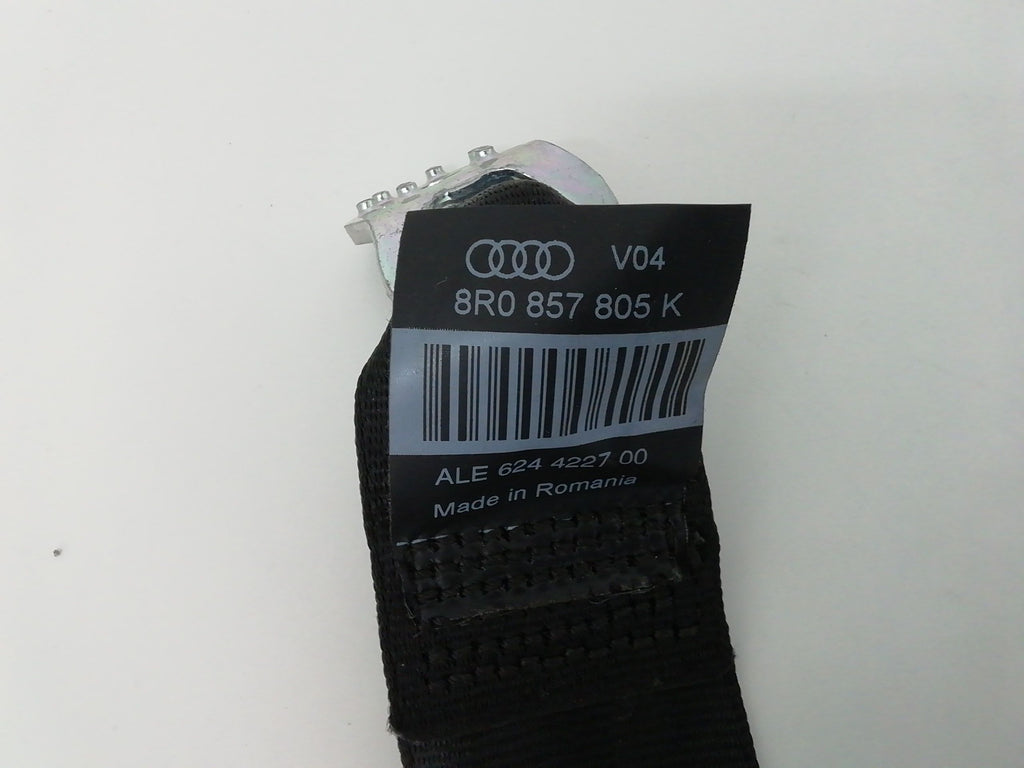 V04
8R0 857 805 K
ALE 624 4227 00
Made in Romania